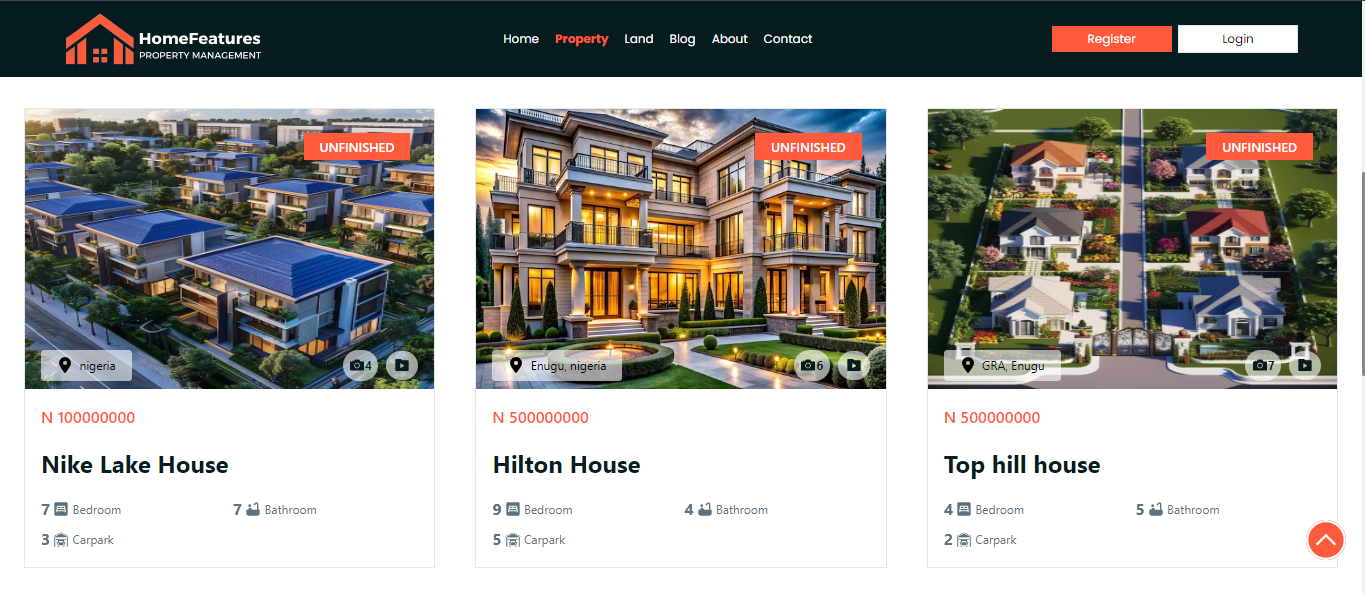 HomeFeatures
PROPERTY MANAGEMENT
Home Property Land Blog About Contact
Register Login
UNFINISHED
nigeria
4
N 100000000
Nike Lake House
7 Bedroom 7 Bathroom
3 Carpark
UNFINISHED
Enugu, nigeria
6
N 500000000
Hilton House
9 Bedroom 4 Bathroom
5 Carpark
UNFINISHED
GRA, Enugu
7
N 500000000
Top hill house
4 Bedroom 5 Bathroom
2 Carpark